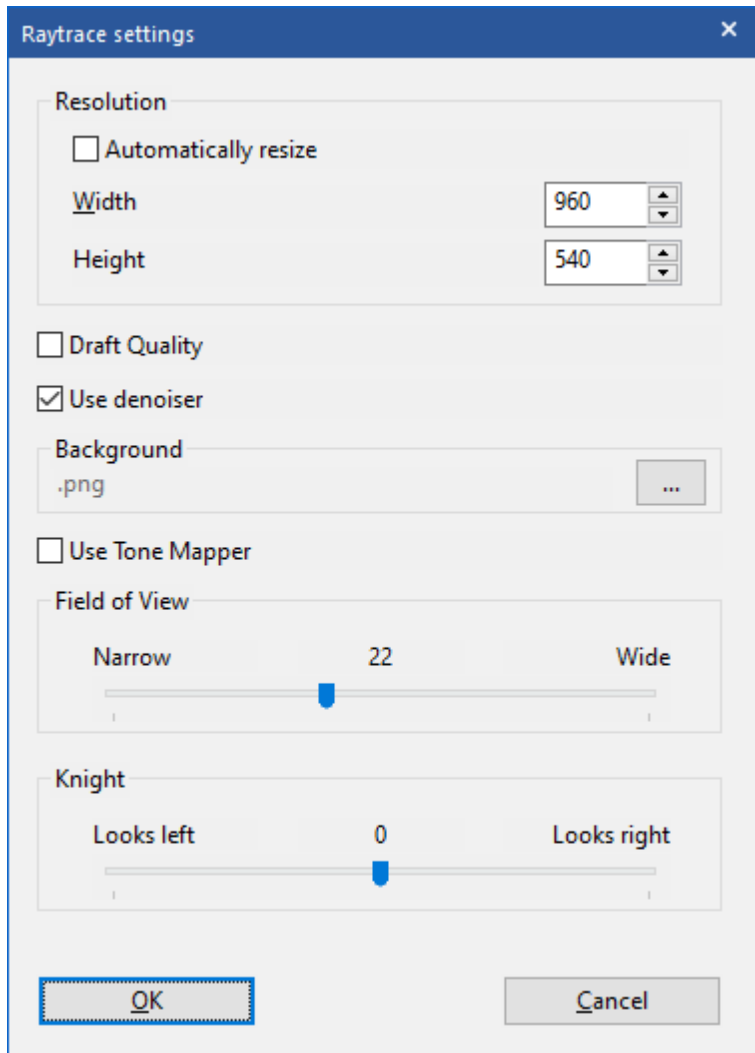 Raytrace settings
Resolution
Automatically resize
Width 960
Height 540
Draft Quality
Use denoiser
Background
.png ...
Use Tone Mapper
Field of View
Narrow 22 Wide
Knight
Looks left 0 Looks right
OK Cancel